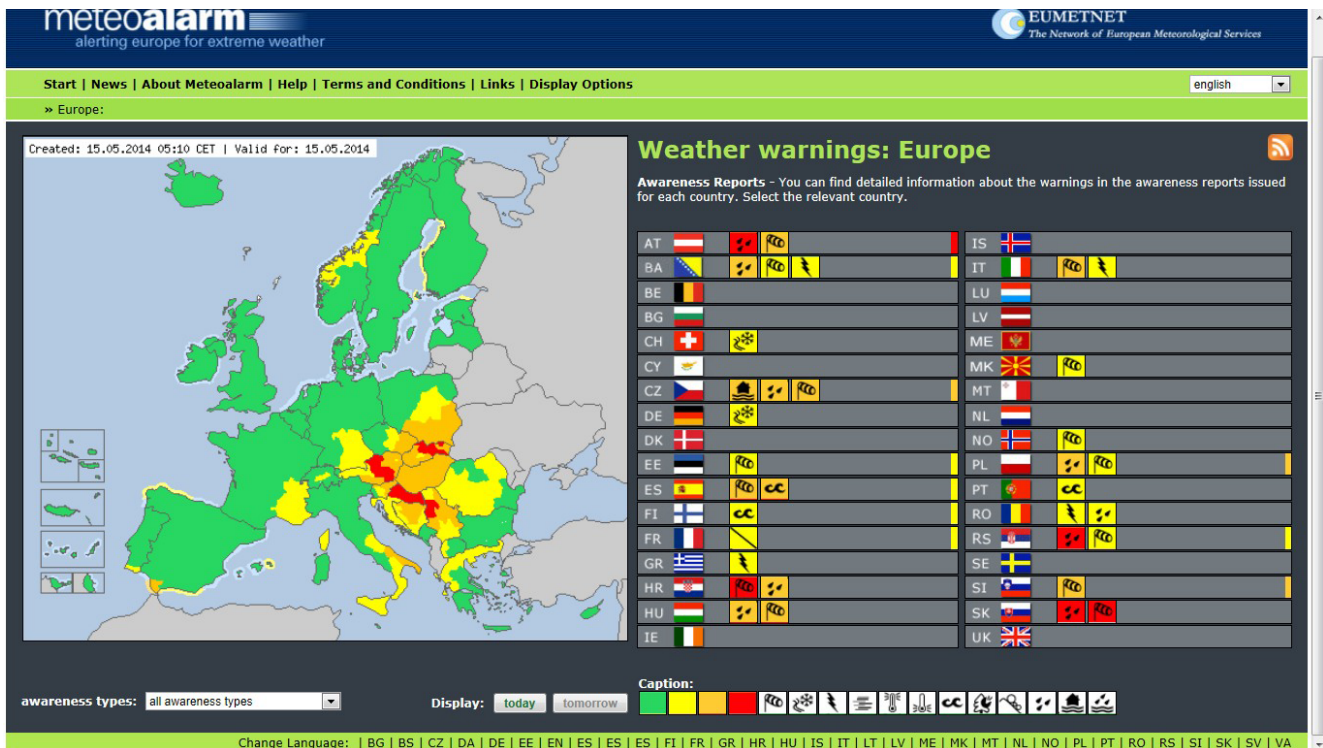 meteoalarm
alerting europe for extreme weather
EUMETNET
The Network of European Meteorological Services
Start | News | About Meteoalarm | Help | Terms and Conditions | Links | Display Options
english
» Europe:
Created: 15.05.2014 05:10 CET | Valid for: 15.05.2014
Weather warnings: Europe
Awareness Reports - You can find detailed information about the warnings in the awareness reports issued
for each country. Select the relevant country.
AT
BA
BE
BG
CH
CY
CZ
DE
DK
EE
ES
FI
FR
GR
HR
HU
IE
IS
IT
LU
LV
ME
MK
MT
NL
NO
PL
PT
RO
RS
SE
SI
SK
UK
awareness types: all awareness types
Display: today tomorrow
Caption:
Change Language: | BG | BS | CZ | DA | DE | EE | EN | ES | ES | ES | FI | FR | GR | HR | HU | IS | IT | LT | LV | ME | MK | MT | NL | NO | PL | PT | RO | RS | SI | SK | SV | VA